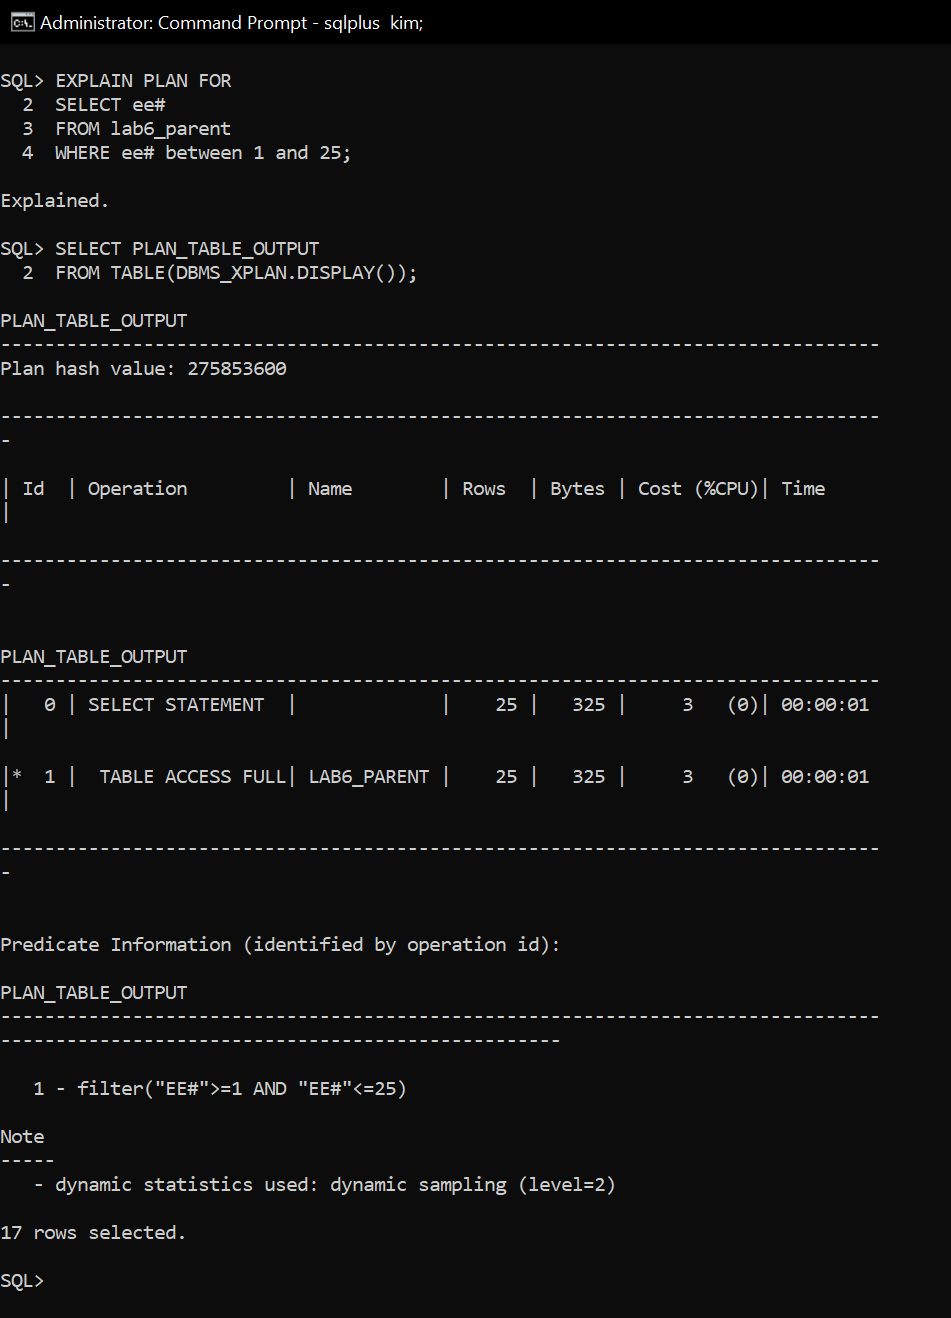 Administrator: Command Prompt - sqlplus  kim;
SQL> EXPLAIN PLAN FOR
  2  SELECT ee#
  3  FROM lab6_parent
  4  WHERE ee# between 1 and 25;
Explained.
SQL> SELECT PLAN_TABLE_OUTPUT
  2  FROM TABLE(DBMS_XPLAN.DISPLAY());
PLAN_TABLE_OUTPUT
--------------------------------------------------------------------------------
Plan hash value: 275853600
--------------------------------------------------------------------------------
-
| Id  | Operation         | Name        | Rows  | Bytes | Cost (%CPU)| Time
|
--------------------------------------------------------------------------------
-
PLAN_TABLE_OUTPUT
--------------------------------------------------------------------------------
|   0 | SELECT STATEMENT  |             |    25 |   325 |     3   (0)| 00:00:01
|
|*  1 |  TABLE ACCESS FULL| LAB6_PARENT |    25 |   325 |     3   (0)| 00:00:01
|
--------------------------------------------------------------------------------
-
Predicate Information (identified by operation id):
PLAN_TABLE_OUTPUT
--------------------------------------------------------------------------------
---------------------------------------------------
   1 - filter("EE#">=1 AND "EE#"<=25)
Note
-----
   - dynamic statistics used: dynamic sampling (level=2)
17 rows selected.
SQL>